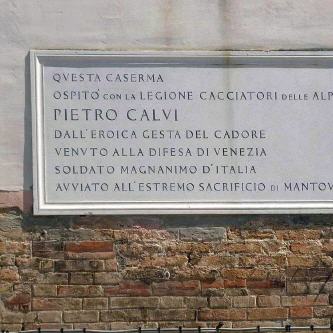 QVESTA CASERMA
OSPITÒ CON LA LEGIONE CACCIATORI DELLE ALP
PIETRO CALVI
DALL'EROICA GESTA DEL CADORE
VENVTO ALLA DIFESA DI VENEZIA
SOLDATO MAGNANIMO D'ITALIA
AVVIATO ALL'ESTREMO SACRIFICIO DI MANTOV